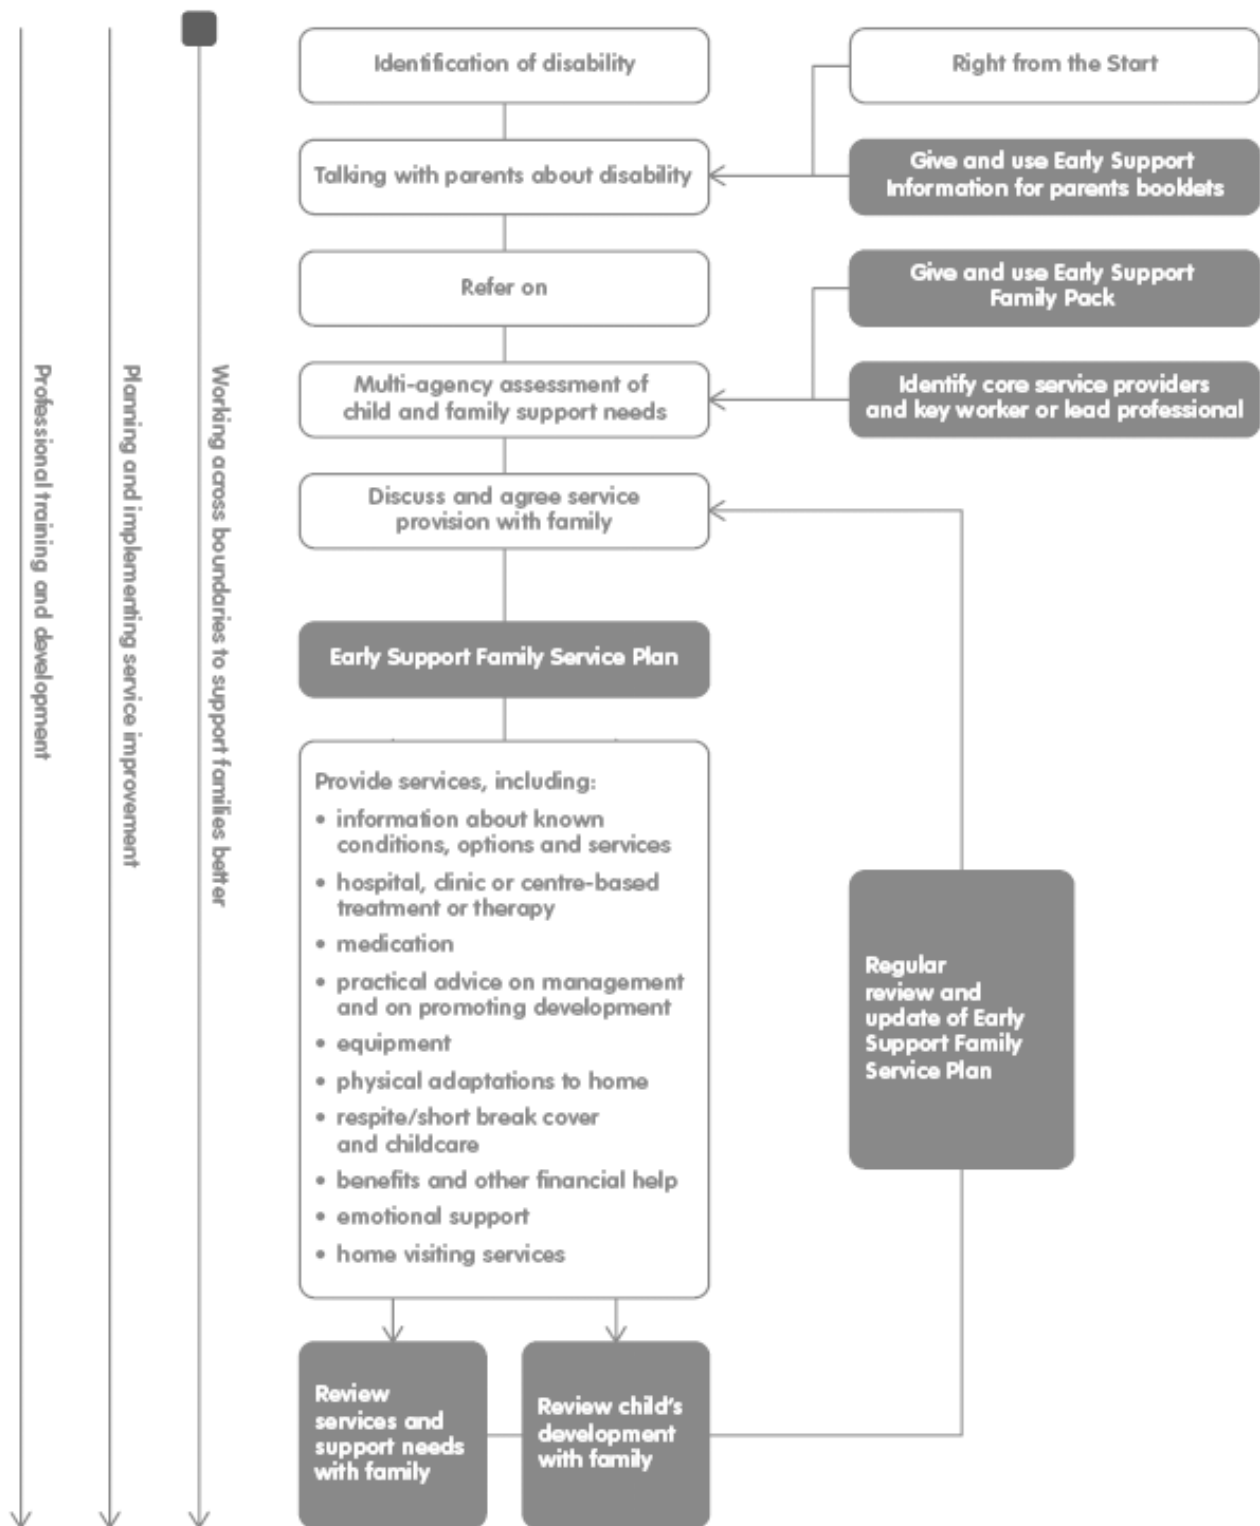 Identification of disability
Right from the Start
Talking with parents about disability
Give and use Early Support
Information for parents booklets
Refer on
Give and use Early Support
Family Pack
Multi-agency assessment of
child and family support needs
Identify core service providers
and key worker or lead professional
Discuss and agree service
provision with family
Professional training and development
Planning and implementing service improvement
Working across boundaries to support families better
Early Support Family Service Plan
Provide services, including:
• information about known
conditions, options and services
• hospital, clinic or centre-based
treatment or therapy
• medication
• practical advice on management
and on promoting development
• equipment
• physical adaptations to home
• respite/short break cover
and childcare
• benefits and other financial help
• emotional support
• home visiting services
Regular
review and
update of Early
Support Family
Service Plan
Review
services and
support needs
with family
Review child's
development
with family